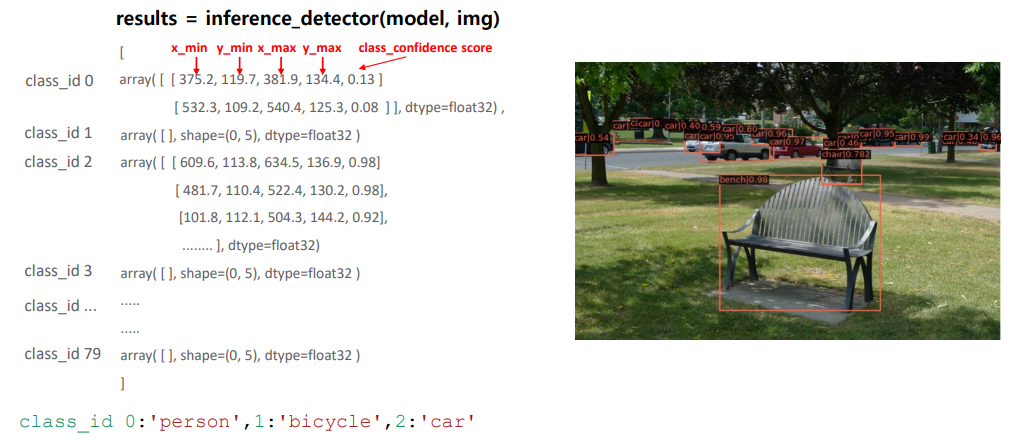 results = inference_detector(model, img)
[
x_min y_min x_max y_max class_confidence score
class_id 0 array( [ [ 375.2, 119.7, 381.9, 134.4, 0.13 ]
[ 532.3, 109.2, 540.4, 125.3, 0.08 ] ], dtype=float32) ,
class_id 1 array( [ ], shape=(0, 5), dtype=float32 )
class_id 2 array( [ [ 609.6, 113.8, 634.5, 136.9, 0.98]
[ 481.7, 110.4, 522.4, 130.2, 0.98],
[101.8, 112.1, 504.3, 144.2, 0.92],
........ ], dtype=float32)
class_id 3 array( [ ], shape=(0, 5), dtype=float32 )
class_id ... .....
.....
class_id 79 array( [ ], shape=(0, 5), dtype=float32 )
]
class_id 0:'person',1:'bicycle',2:'car'
car|0.54
car|0.40
car|0.60
car|0.96
car|0.95
car|0.97
car|0.46
car|0.95
car|0.99
car|0.34
chair|0.782
bench|0.98